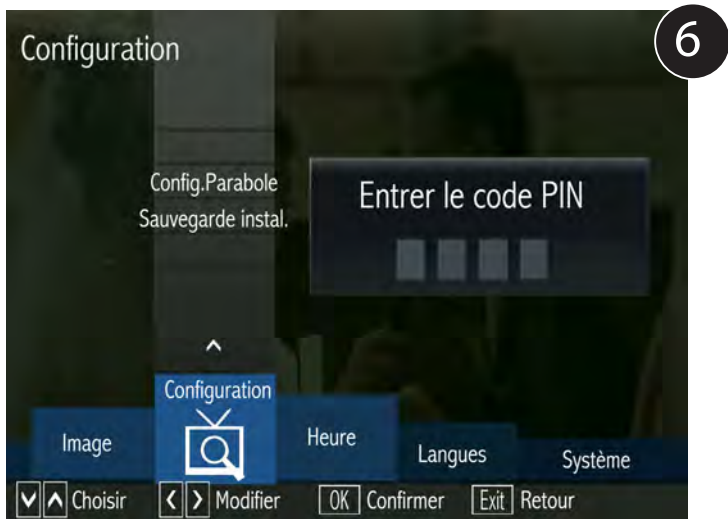 Configuration
6
Config.Parabole
Sauvegarde instal.
Entrer le code PIN
Configuration
Image
Heure
Langues
Système
Choisir
Modifier
OK Confirmer
Exit Retour